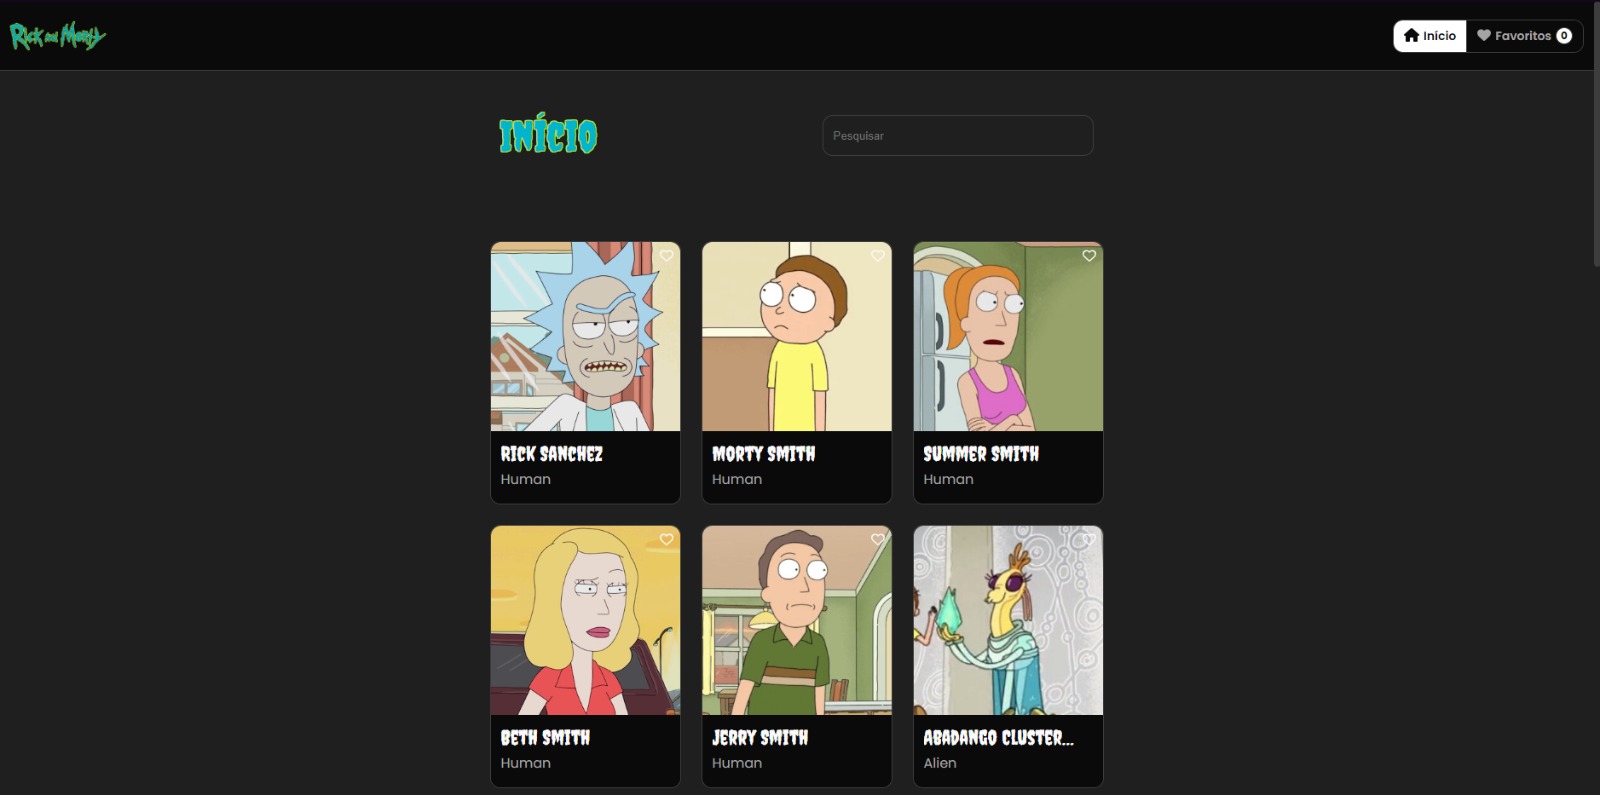 Rick and Morty
Início
Favoritos 0
INÍCIO
Pesquisar
RICK SANCHEZ
Human
MORTY SMITH
Human
SUMMER SMITH
Human
BETH SMITH
Human
JERRY SMITH
Human
ABADANGO CLUSTER...
Alien